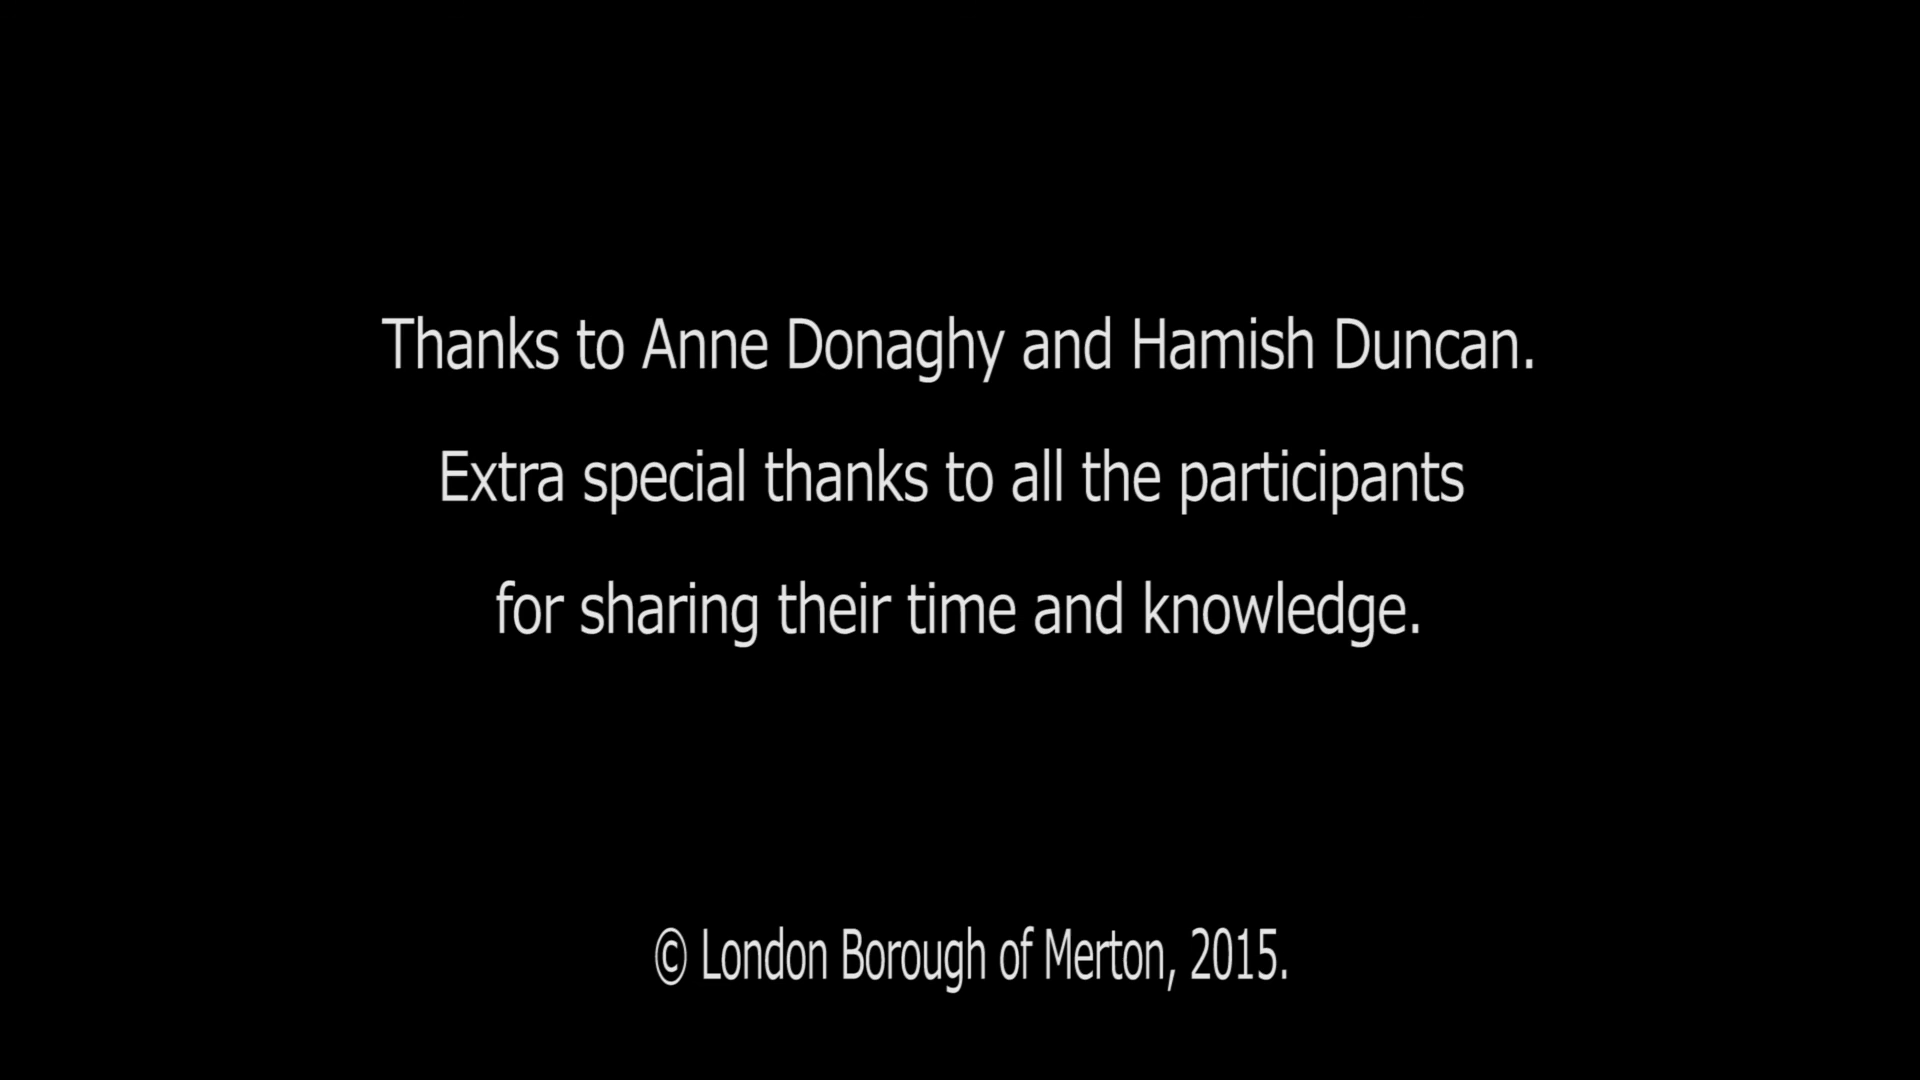 Thanks to Anne Donaghy and Hamish Duncan.
Extra special thanks to all the participants
for sharing their time and knowledge.
© London Borough of Merton, 2015.